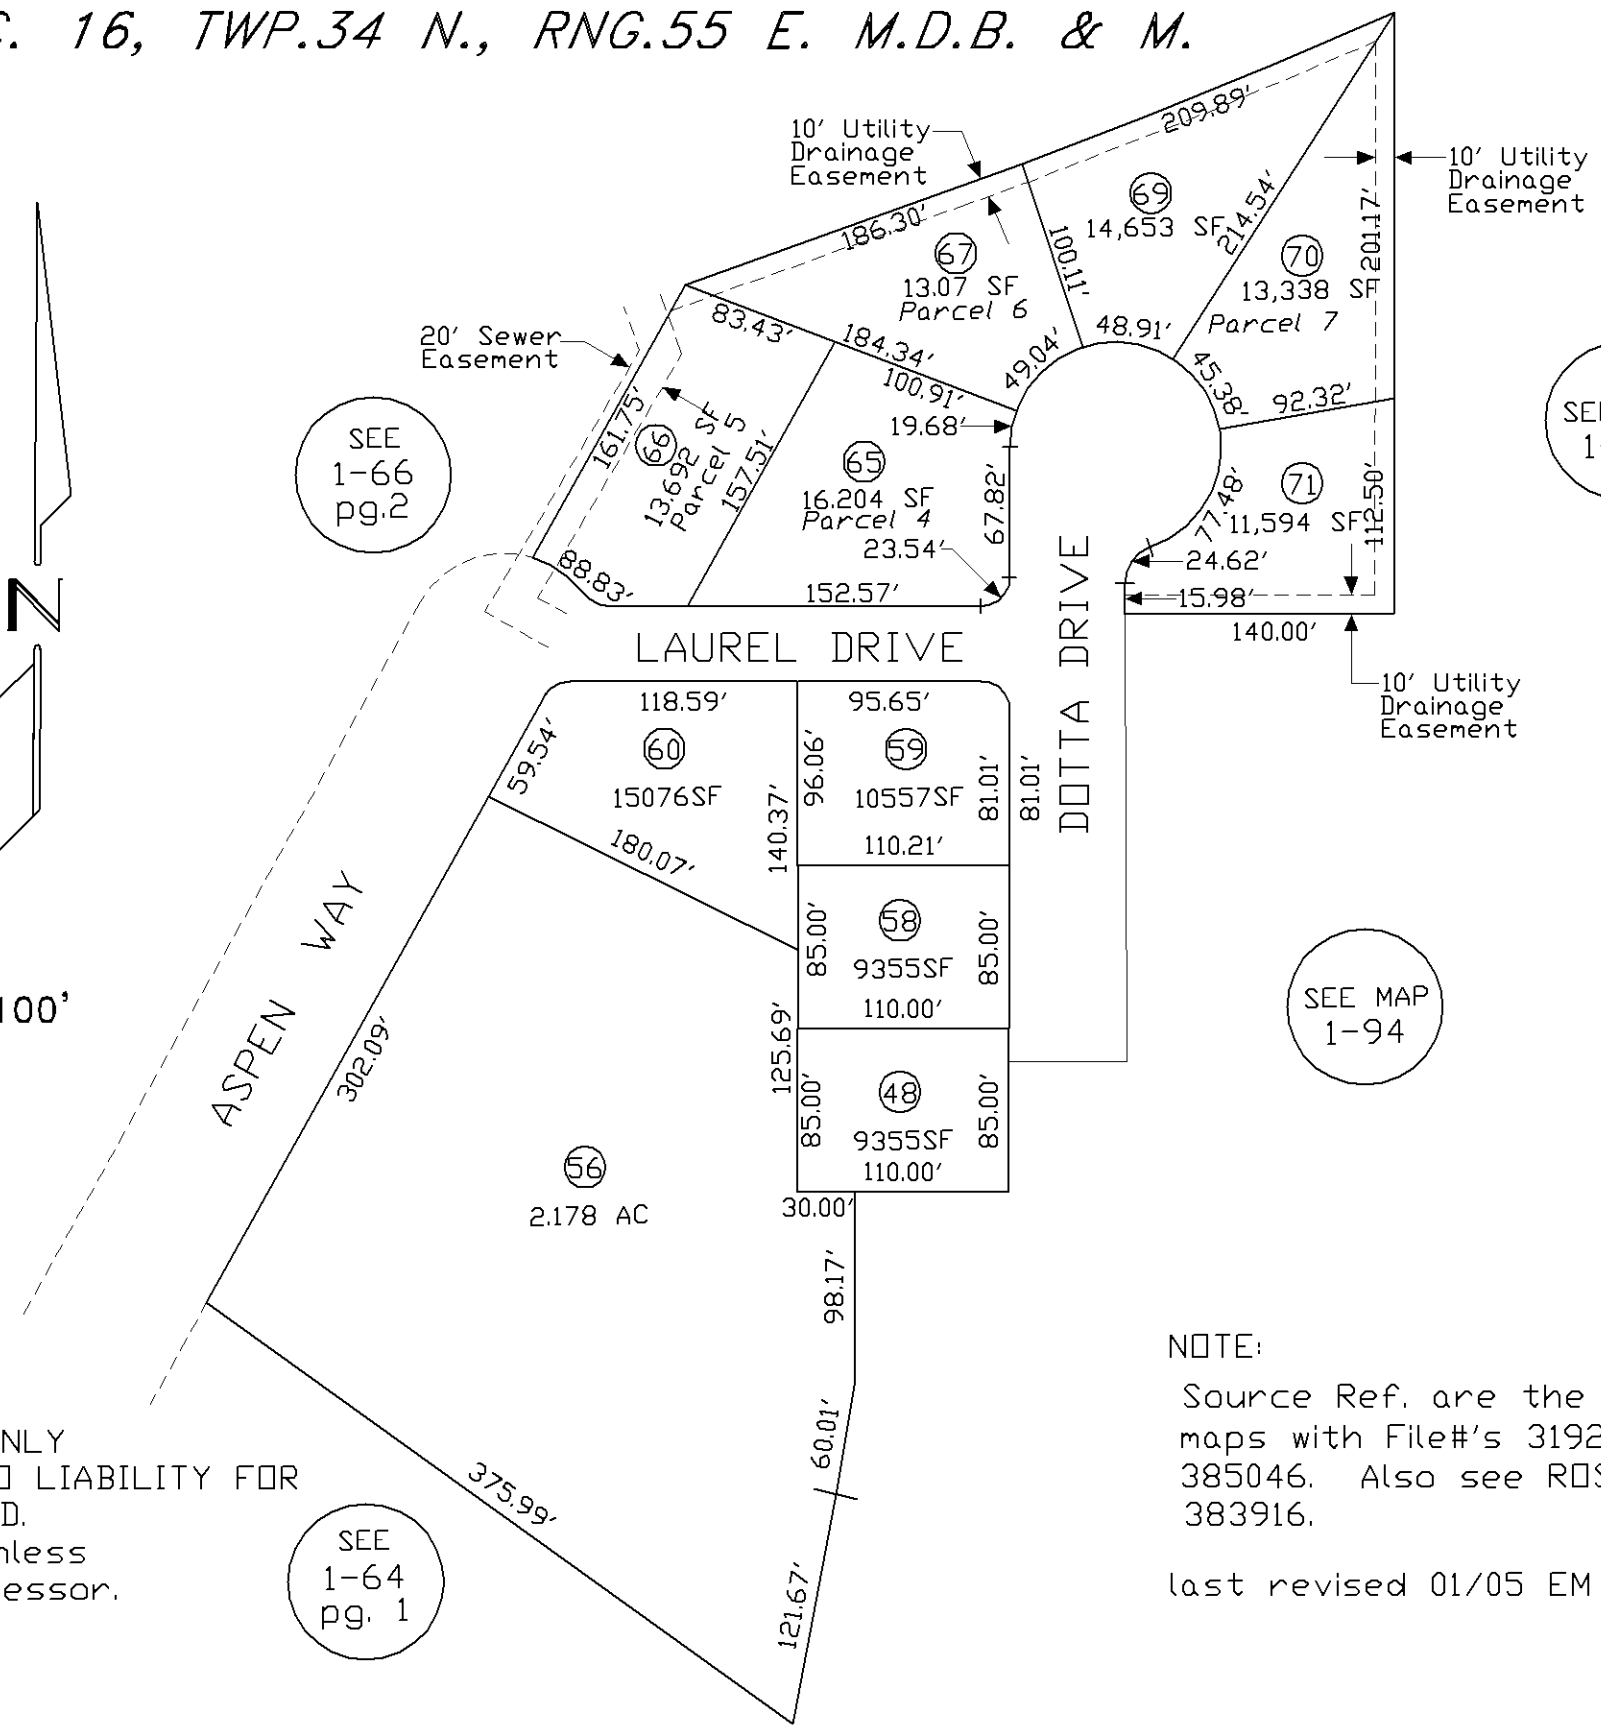 C. 16, TWP.34 N., RNG.55 E. M.D.B. & M.
10' Utility
Drainage
Easement
209.89'
10' Utility
Drainage
Easement
186.30'
67
13.07 SF
Parcel 6
100.11'
69
14,653 SF
214.54'
70
13,338 SF
Parcel 7
201.17'
20' Sewer
Easement
83.43'
184.34'
100.91'
49.04'
48.91'
45.38'
92.32'
19.68'
161.75'
66
13.692 SF
Parcel 5
157.51'
65
16.204 SF
Parcel 4
23.54'
67.82'
71
11,594 SF
77.48'
112.50'
24.62'
15.98'
140.00'
SEE
1-66
pg.2
N
88.83'
152.57'
LAUREL DRIVE
DOTTA DRIVE
10' Utility
Drainage
Easement
118.59'
95.65'
59.54'
60
15076SF
96.06'
59
10557SF
81.01'
81.01'
180.07'
140.37'
110.21'
ASPEN WAY
85.00'
58
9355SF
85.00'
110.00'
100'
302.09'
125.69'
85.00'
48
9355SF
85.00'
110.00'
SEE MAP
1-94
56
2.178 AC
30.00'
98.17'
60.01'
375.99'
121.67'
NLY
LIABILITY FOR
D.
nless
essor.
SEE
1-64
pg. 1
NOTE:
Source Ref. are the
maps with File#'s 3192
385046. Also see ROS
383916.
last revised 01/05 EM